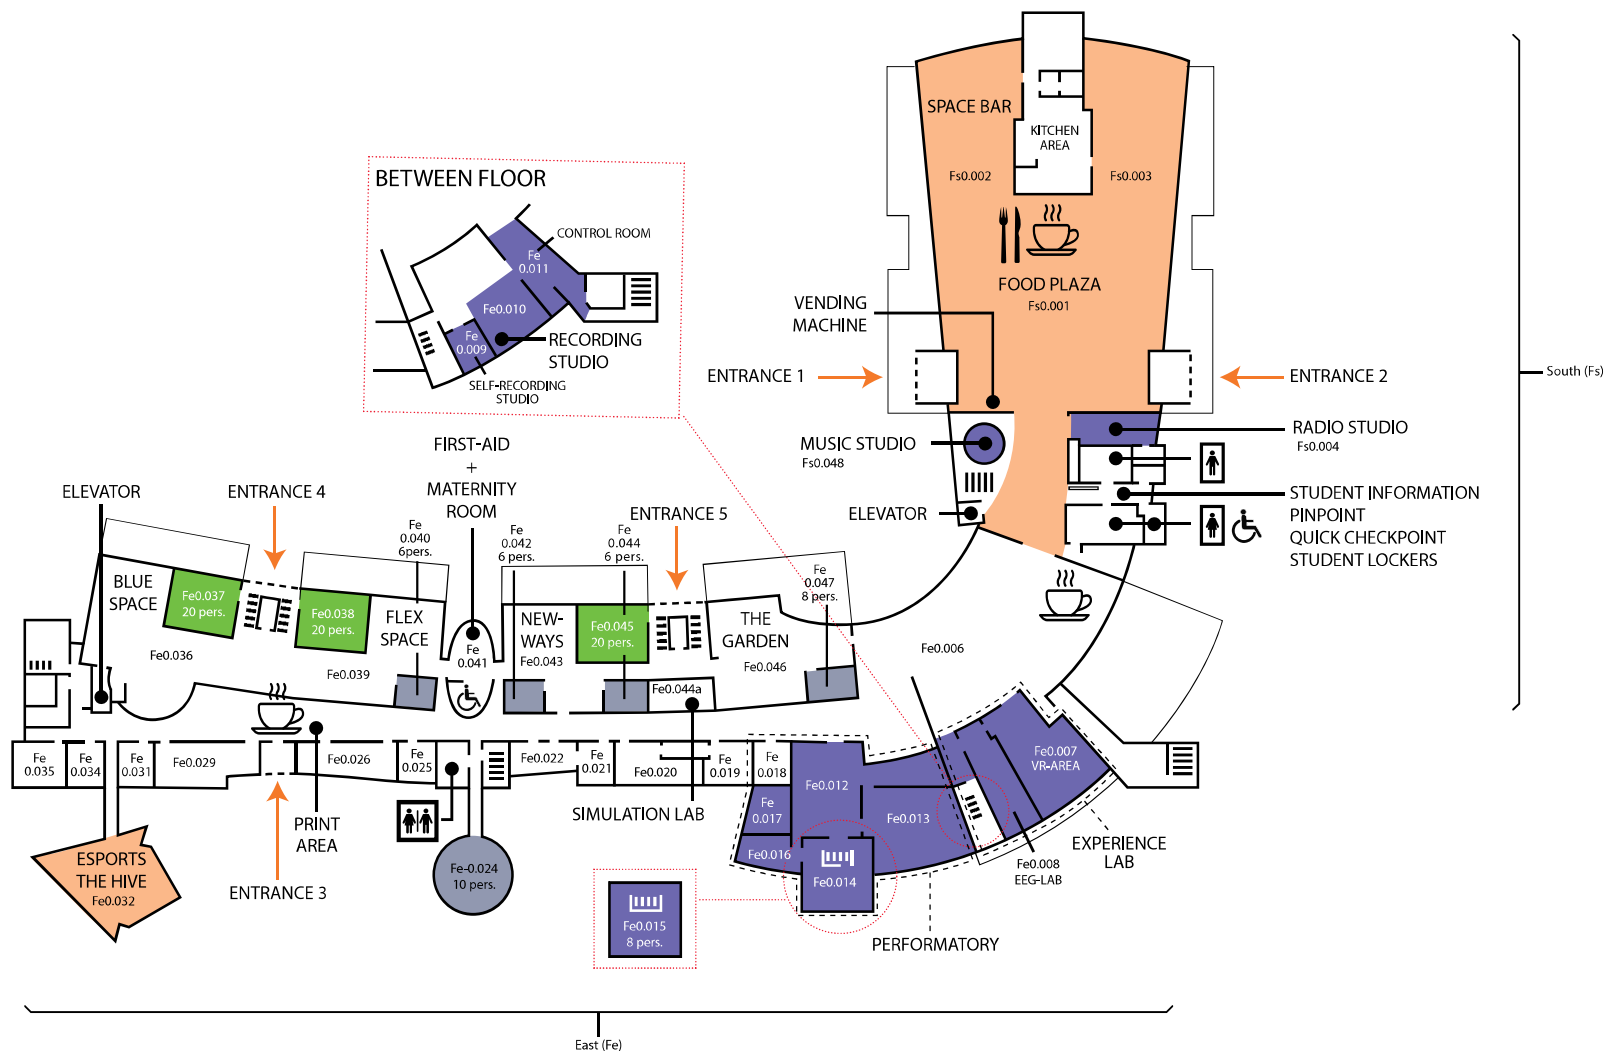 SPACE BAR
KITCHEN
AREA
Fs0.002
Fs0.003
FOOD PLAZA
Fs0.001
VENDING
MACHINE
ENTRANCE 1
ENTRANCE 2
South (Fs)
MUSIC STUDIO
Fs0.048
RADIO STUDIO
Fs0.004
ELEVATOR
STUDENT INFORMATION
PINPOINT
QUICK CHECKPOINT
STUDENT LOCKERS
BETWEEN FLOOR
CONTROL ROOM
Fe
0.011
Fe0.010
Fe
0.009
RECORDING
STUDIO
SELF-RECORDING
STUDIO
FIRST-AID
+
MATERNITY
ROOM
ELEVATOR
ENTRANCE 4
ENTRANCE 5
Fe
0.040
6pers.
Fe
0.042
6 pers.
Fe
0.044
6 pers.
Fe
0.047
8 pers.
BLUE
SPACE
Fe0.037
20 pers.
Fe0.038
20 pers.
FLEX
SPACE
Fe0.036
Fe0.039
Fe
0.041
NEW-
WAYS
Fe0.043
Fe0.045
20 pers.
THE
GARDEN
Fe0.046
Fe0.044a
Fe0.006
Fe
0.035
Fe
0.034
Fe
0.031
Fe0.029
Fe0.026
Fe
0.025
Fe0.022
Fe
0.021
Fe0.020
Fe
0.019
Fe
0.018
Fe0.012
Fe
0.017
Fe0.016
Fe0.013
Fe0.014
Fe0.007
VR-AREA
Fe0.008
EEG-LAB
EXPERIENCE
LAB
PERFORMATORY
SIMULATION LAB
PRINT
AREA
ENTRANCE 3
ESPORTS
THE HIVE
Fe0.032
Fe-0.024
10 pers.
Fe0.015
8 pers.
East (Fe)